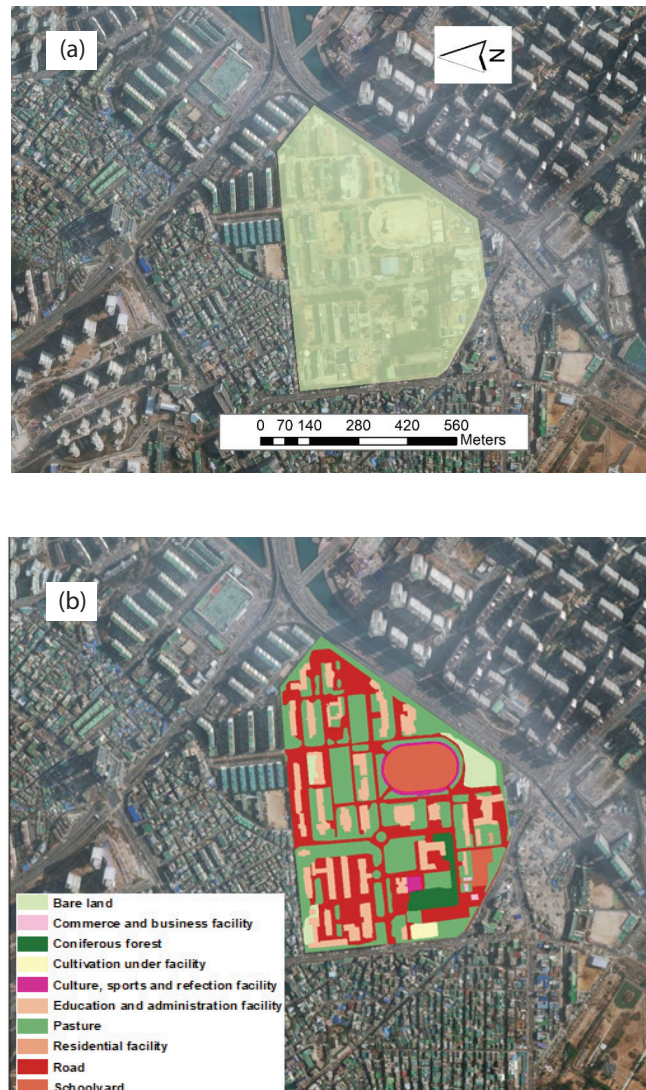 (a)
N
0 70 140 280 420 560
Meters
(b)
Bare land
Commerce and business facility
Coniferous forest
Cultivation under facility
Culture, sports and refection facility
Education and administration facility
Pasture
Residential facility
Road
Schoolyard